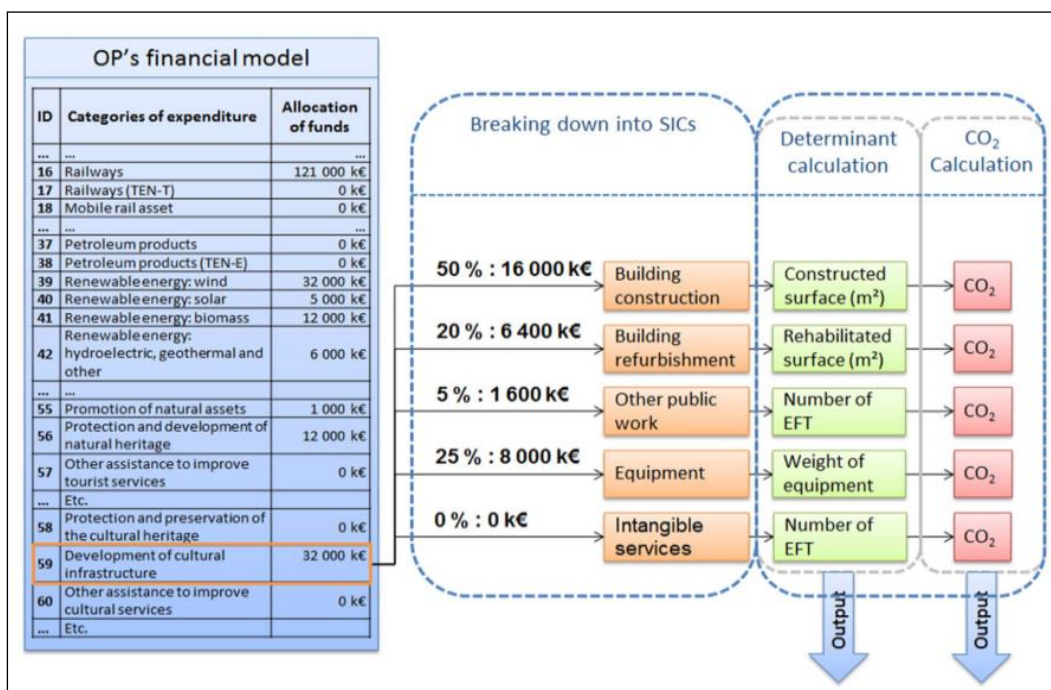 OP's financial model
ID Categories of expenditure Allocation
of funds
... ... ...
16 Railways 121 000 k€
17 Railways (TEN-T) 0 k€
18 Mobile rail asset 0 k€
... ... ...
37 Petroleum products 0 k€
38 Petroleum products (TEN-E) 0 k€
39 Renewable energy: wind 32 000 k€
40 Renewable energy: solar 5 000 k€
41 Renewable energy: biomass 12 000 k€
Renewable energy:
42 hydroelectric, geothermal and 6 000 k€
other
... ...
55 Promotion of natural assets 1 000 k€
56 Protection and development of 12 000 k€
natural heritage
57 Other assistance to improve 0 k€
tourist services
... Etc.
58 Protection and preservation of 0 k€
the cultural heritage
59 Development of cultural 32 000 k€
infrastructure
60 Other assistance to improve 0 k€
cultural services
... Etc.
Breaking down into SICs
Determinant
calculation
CO₂
Calculation
50 % : 16 000 k€
Building
construction
Constructed
surface (m²)
CO₂
20 % : 6 400 k€
Building
refurbishment
Rehabilitated
surface (m²)
CO₂
5 % : 1 600 k€
Other public
work
Number of
EFT
CO₂
25 % : 8 000 k€
Equipment
Weight of
equipment
CO₂
0 % : 0 k€
Intangible
services
Number of
EFT
CO₂
Output
Output